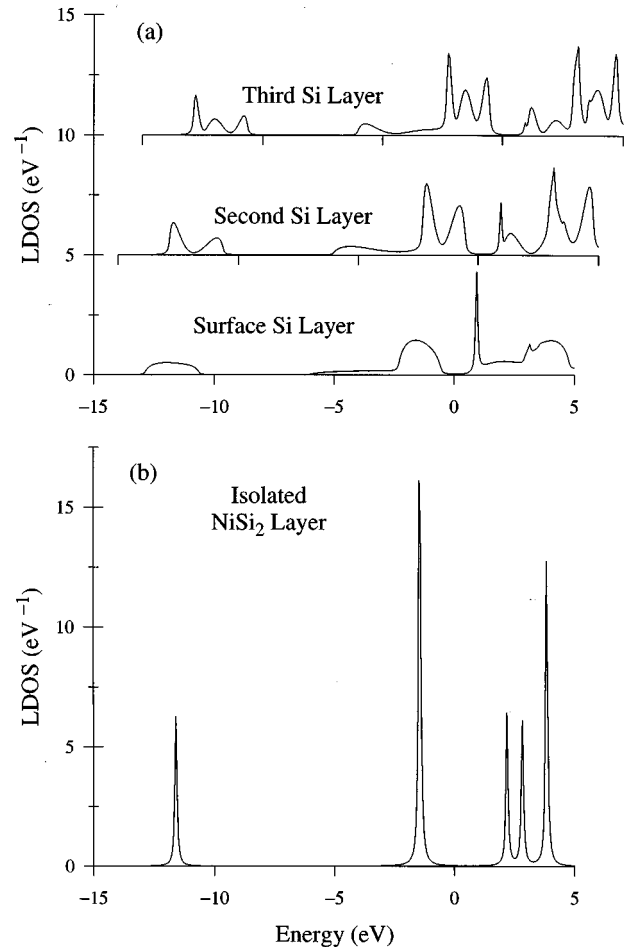 (a)
15
Third Si Layer
10
LDOS (eV⁻¹)
Second Si Layer
5
Surface Si Layer
0
−15 −10 −5 0 5
(b)
15
Isolated
NiSi₂ Layer
LDOS (eV⁻¹)
10
5
0
−15 −10 −5 0 5
Energy (eV)